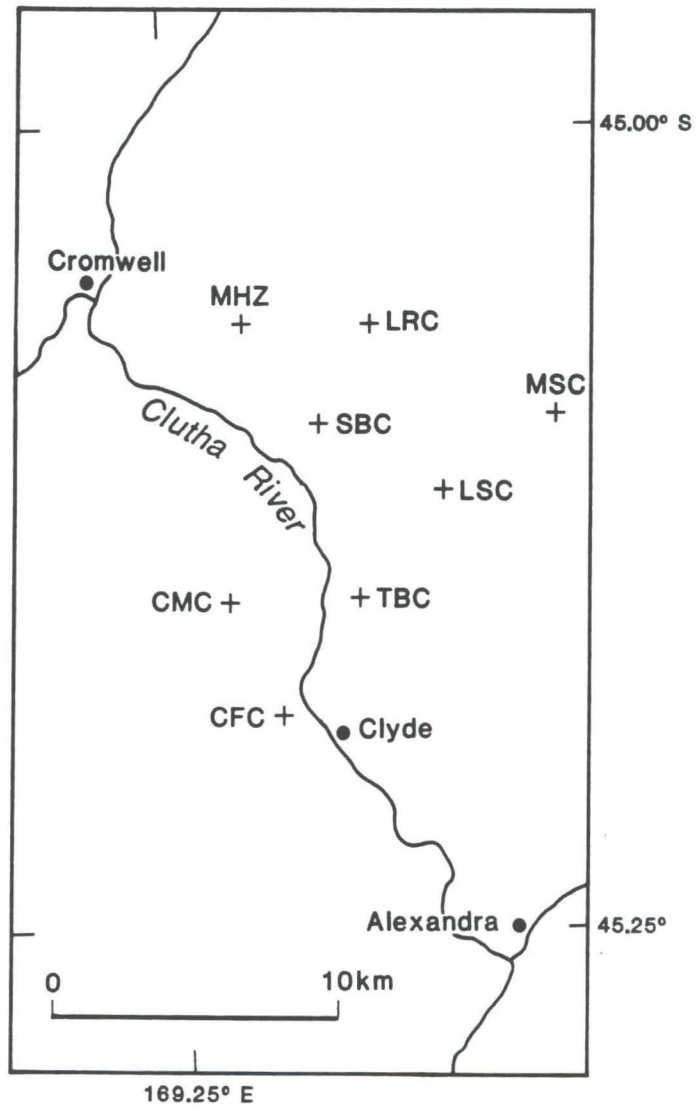 45.00° S
Cromwell
MHZ
LRC
MSC
Clutha
SBC
River
LSC
CMC
TBC
CFC
Clyde
Alexandra
45.25°
0
10km
169.25° E